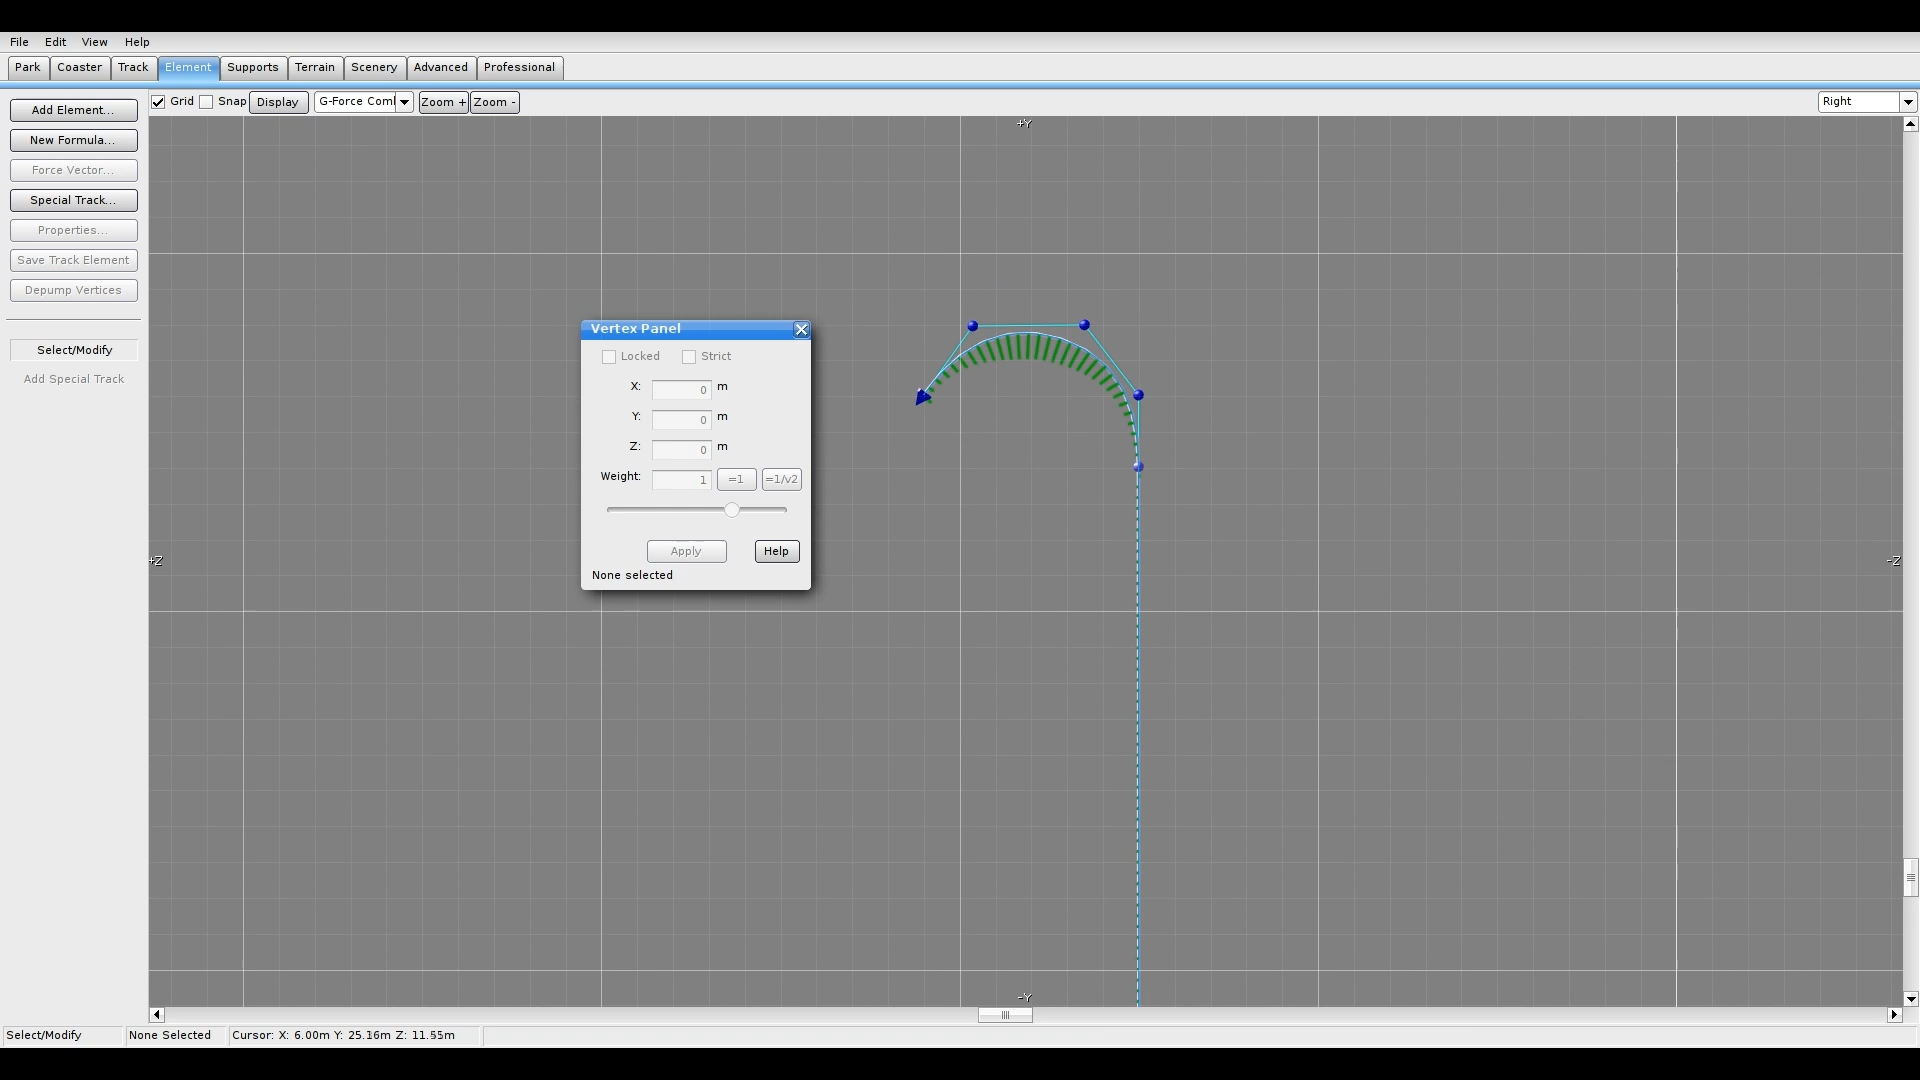 File Edit View Help
Park Coaster Track Element Supports Terrain Scenery Advanced Professional
Grid Snap Display G-Force Coml Zoom + Zoom - Right
Add Element...
New Formula...
Force Vector...
Special Track...
Properties...
Save Track Element
Depump Vertices
Select/Modify
Add Special Track
+Y
+Z
-Z
-Y
Vertex Panel
Locked Strict
X: 0 m
Y: 0 m
Z: 0 m
Weight: 1 =1 =1/v2
Apply Help
None selected
Select/Modify None Selected Cursor: X: 6.00m Y: 25.16m Z: 11.55m